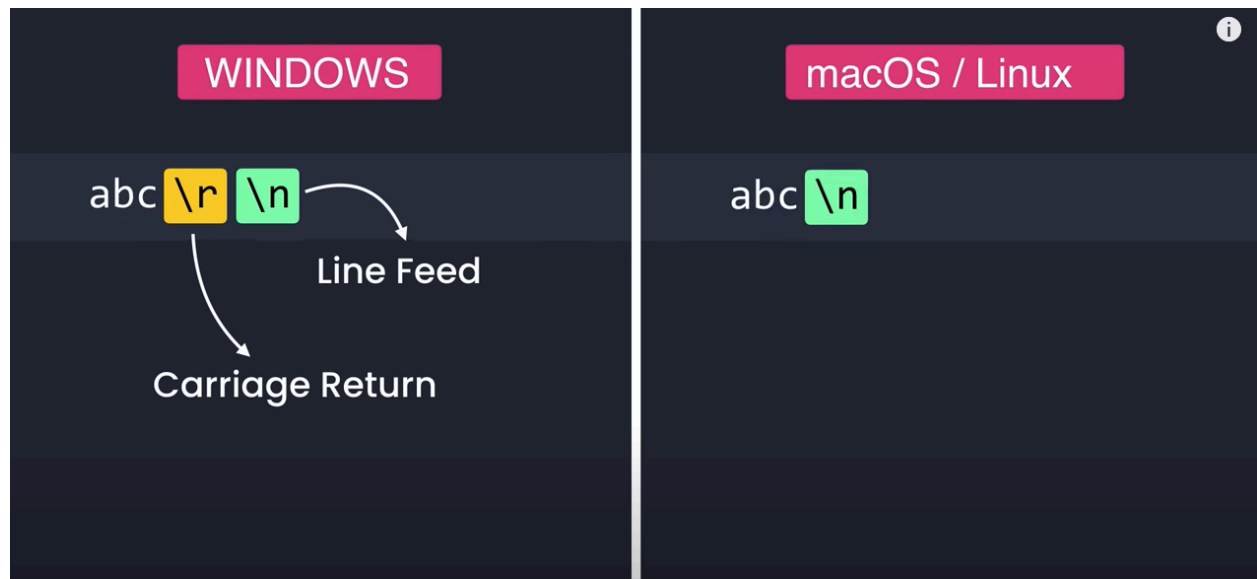 WINDOWS
abc\r\n
Line Feed
Carriage Return
macOS / Linux
abc\n
i